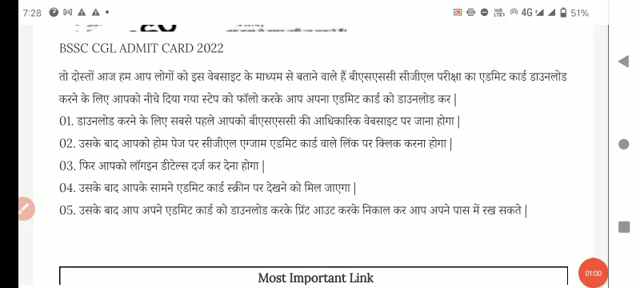 7:28
4G 51%
BSSC CGL ADMIT CARD 2022
तो दोस्तों आज हम आप लोगों को इस वेबसाइट के माध्यम से बताने वाले हैं बीएसएससी सीजीएल परीक्षा का एडमिट कार्ड डाउनलोड
करने के लिए आपको नीचे दिया गया स्टेप को फॉलो करके आप अपना एडमिट कार्ड को डाउनलोड कर |
01. डाउनलोड करने के लिए सबसे पहले आपको बीएसएससी की आधिकारिक वेबसाइट पर जाना होगा |
02. उसके बाद आपको होम पेज पर सीजीएल एग्जाम एडमिट कार्ड वाले लिंक पर क्लिक करना होगा |
03. फिर आपको लॉगइन डीटेल्स दर्ज कर देना होगा |
04. उसके बाद आपके सामने एडमिट कार्ड स्क्रीन पर देखने को मिल जाएगा |
05. उसके बाद आप अपने एडमिट कार्ड को डाउनलोड करके प्रिंट आउट करके निकाल कर आप अपने पास में रख सकते |
Most Important Link
01:00